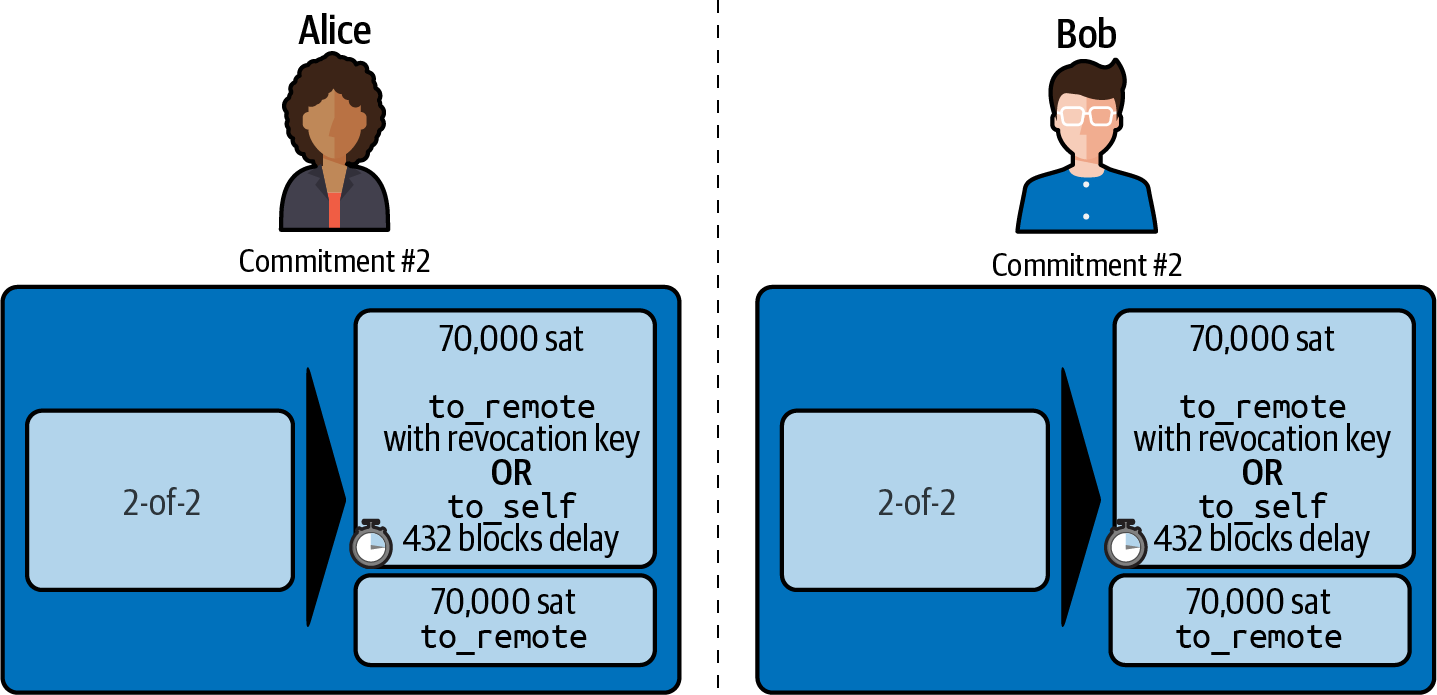 Alice
Commitment #2
2-of-2
70,000 sat
to_remote
with revocation key
OR
to_self
432 blocks delay
70,000 sat
to_remote
Bob
Commitment #2
2-of-2
70,000 sat
to_remote
with revocation key
OR
to_self
432 blocks delay
70,000 sat
to_remote